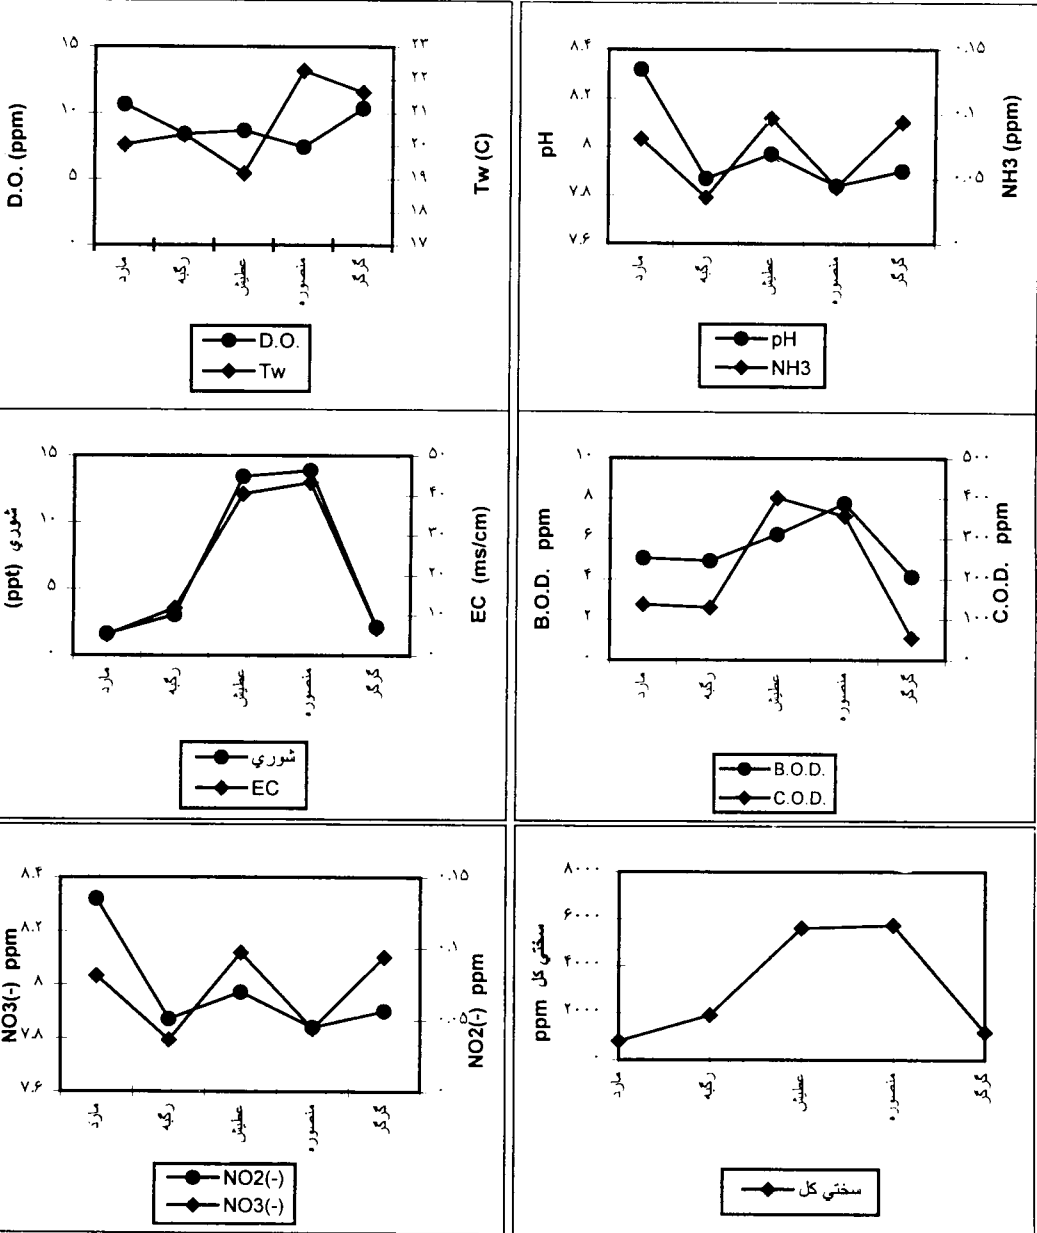 D.O. (ppm)
۱۵
۱۰
۵
۰
Tw (C)
۲۳
۲۲
۲۱
۲۰
۱۹
۱۸
۱۷
مارد
رگبه
عطیش
منصوره
گرگر
D.O.
Tw
pH
۸.۴
۸.۲
۸
۷.۸
۷.۶
NH3 (ppm)
۰.۱۵
۰.۱
۰.۰۵
۰
مارد
رگبه
عطیش
منصوره
گرگر
pH
NH3
شوري (ppt)
۱۵
۱۰
۵
۰
EC (ms/cm)
۵۰
۴۰
۳۰
۲۰
۱۰
۰
مارد
رگبه
عطیش
منصوره
گرگر
شوري
EC
B.O.D. ppm
۱۰
۸
۶
۴
۲
۰
C.O.D. ppm
۵۰۰
۴۰۰
۳۰۰
۲۰۰
۱۰۰
۰
مارد
رگبه
عطیش
منصوره
گرگر
B.O.D.
C.O.D.
NO3(-) ppm
۸.۴
۸.۲
۸
۷.۸
۷.۶
NO2(-) ppm
۰.۱۵
۰.۱
۰.۰۵
۰
مارد
رگبه
عطیش
منصوره
گرگر
NO2(-)
NO3(-)
سختي کل ppm
۸۰۰۰
۶۰۰۰
۴۰۰۰
۲۰۰۰
۰
مارد
رگبه
عطیش
منصوره
گرگر
سختي کل